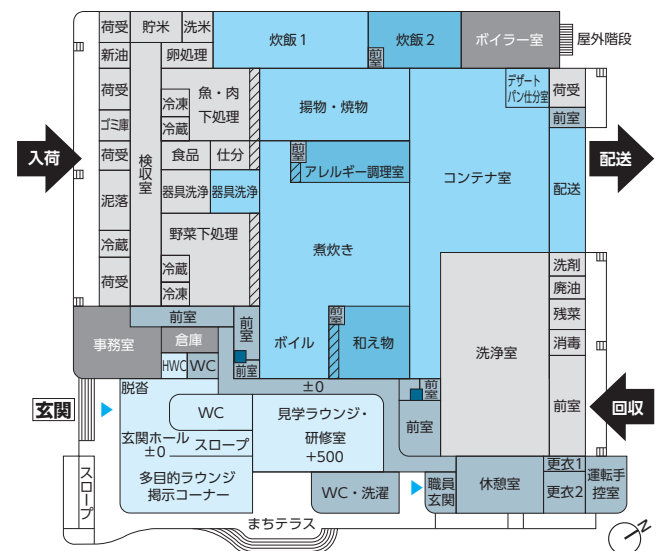 荷受
貯米
洗米
炊飯1
炊飯2
ボイラー室
屋外階段
新油
卵処理
前室
荷受
冷凍
魚・肉
下処理
揚物・焼物
デザート
パン仕分室
荷受
ゴミ庫
冷蔵
前室
入荷
荷受
検収室
食品
仕分
前室
アレルギー調理室
コンテナ室
配送
配送
泥落
器具洗浄
器具洗浄
野菜下処理
煮炊き
冷蔵
荷受
冷蔵
冷凍
洗剤
廃油
残菜
消毒
前室
前室
前室
ボイル
和え物
洗浄室
事務室
倉庫
HWC
WC
前室
±0
前室
前室
前室
回収
脱沓
玄関
WC
見学ラウンジ・
研修室
+500
玄関ホール
±0
スロープ
多目的ラウンジ
掲示コーナー
スロープ
WC・洗濯
職員
玄関
休憩室
更衣1
更衣2
運転手
控室
まちテラス
N